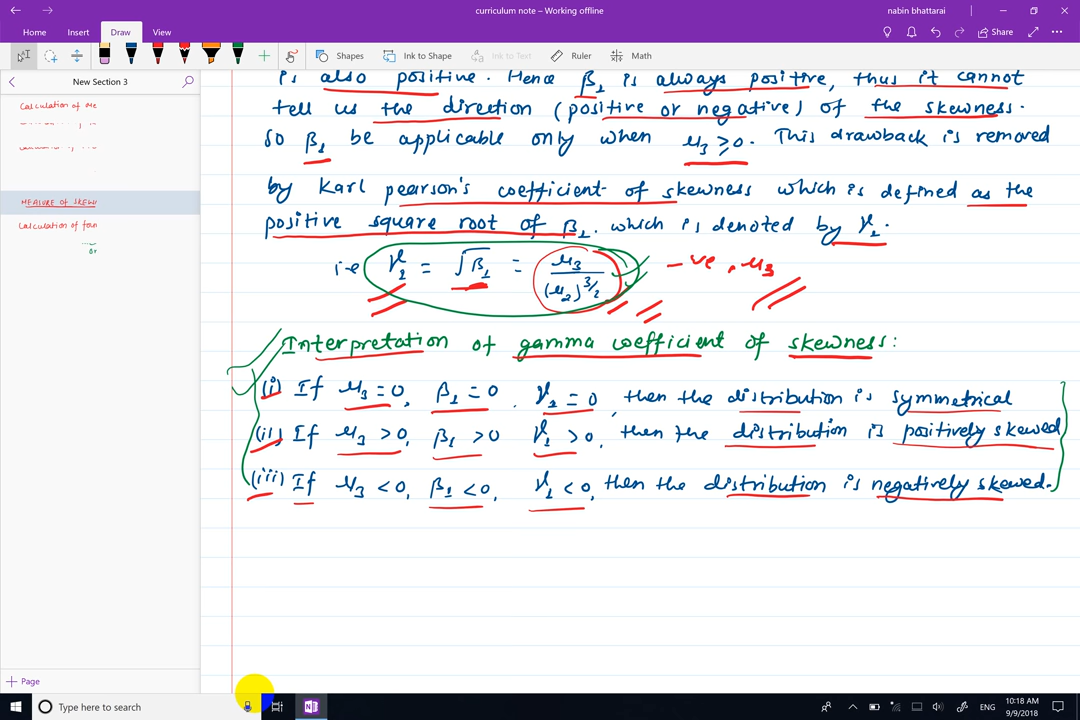 curriculum note – Working offline
nabin bhattarai
Home Insert Draw View
Share
Shapes Ink to Shape Ink to Text Ruler Math
New Section 3
Calculation of
MEASURE OF SKEW
Calculation of
+ Page
is also positive. Hence β₁ is always positive, thus it cannot
tell us the direction (positive or negative) of the skewness.
So β₁ be applicable only when μ₃ ≥ 0. This drawback is removed
by Karl pearson's coefficient of skewness which is defined as the
positive square root of β₁. which is denoted by γ₁.
i.e γ₁ = √β₁ = μ₃/(μ₂)^3/2 -ve, μ₃
Interpretation of gamma coefficient of skewness:
(i) If μ₃=0, β₁=0, γ₁=0, then the distribution is symmetrical
(ii) If μ₃ >0, β₁ >0 γ₁ >0, then the distribution is positively skewed
(iii) If μ₃ <0, β₁<0, γ₁ <0, then the distribution is negatively skewed.
Type here to search
ENG
10:18 AM
9/9/2018